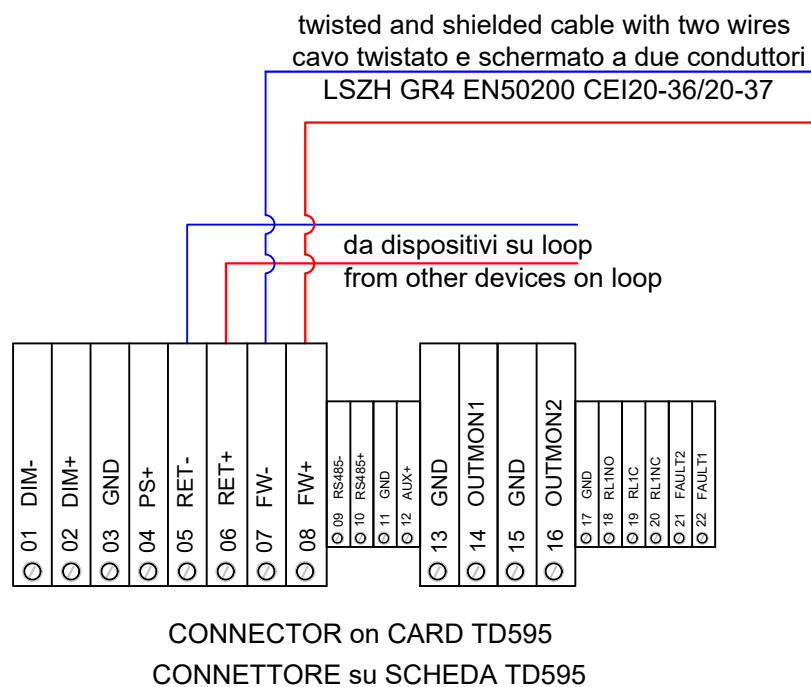 twisted and shielded cable with two wires
cavo twistato e schermato a due conduttori
LSZH GR4 EN50200 CEI20-36/20-37
da dispositivi su loop
from other devices on loop
01 DIM-
02 DIM+
03 GND
04 PS+
05 RET-
06 RET+
07 FW-
08 FW+
09 RS485-
10 RS485+
11 GND
12 AUX+
13 GND
14 OUTMON1
15 GND
16 OUTMON2
17 GND
18 RL1NO
19 RL1C
20 RL1NC
21 FAULT2
22 FAULT1
CONNECTOR on CARD TD595
CONNETTORE su SCHEDA TD595